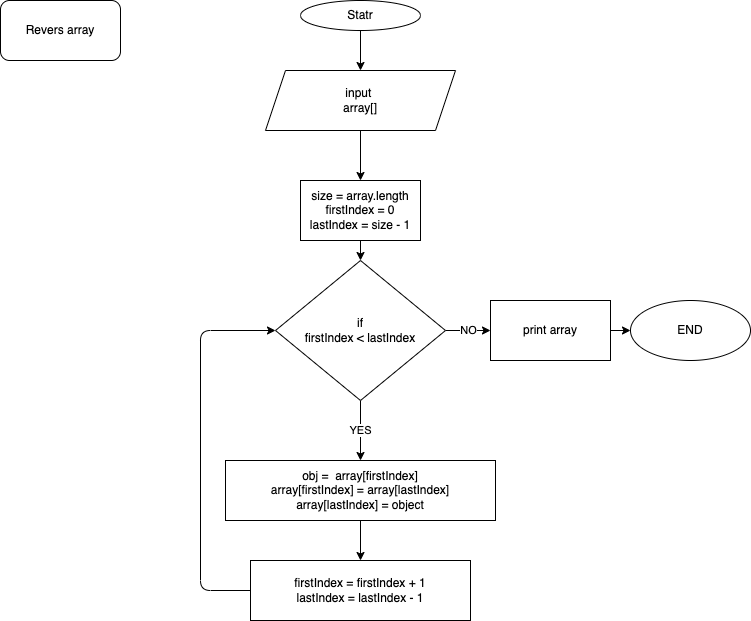 Revers array
Statr
input
array[]
size = array.length
firstIndex = 0
lastIndex = size - 1
if
firstIndex < lastIndex
NO
print array
END
YES
obj =  array[firstIndex]
array[firstIndex] = array[lastIndex]
array[lastIndex] = object
firstIndex = firstIndex + 1
lastIndex = lastIndex - 1